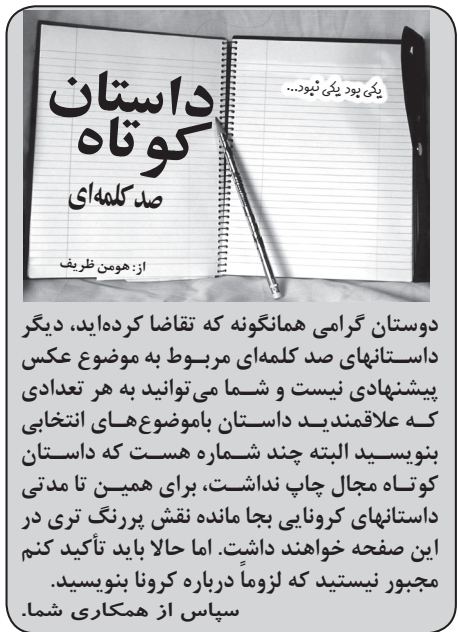 یکی بود یکی نبود...
داستان
کوتاه
صد کلمه‌ای
از: هومن ظریف
دوستان گرامی همانگونه که تقاضا کرده‌اید، دیگر
داستانهای صد کلمه‌ای مربوط به موضوع عکس
پیشنهادی نیست و شما می‌توانید به هر تعدادی
که علاقمندید داستان باموضوع‌های انتخابی
بنویسید البته چند شماره هست که داستان
کوتاه مجال چاپ نداشت، برای همین تا مدتی
داستانهای کرونایی بجا مانده نقش پررنگ تری در
این صفحه خواهند داشت. اما حالا باید تأکید کنم
مجبور نیستید که لزوماً درباره کرونا بنویسید.
سپاس از همکاری شما.